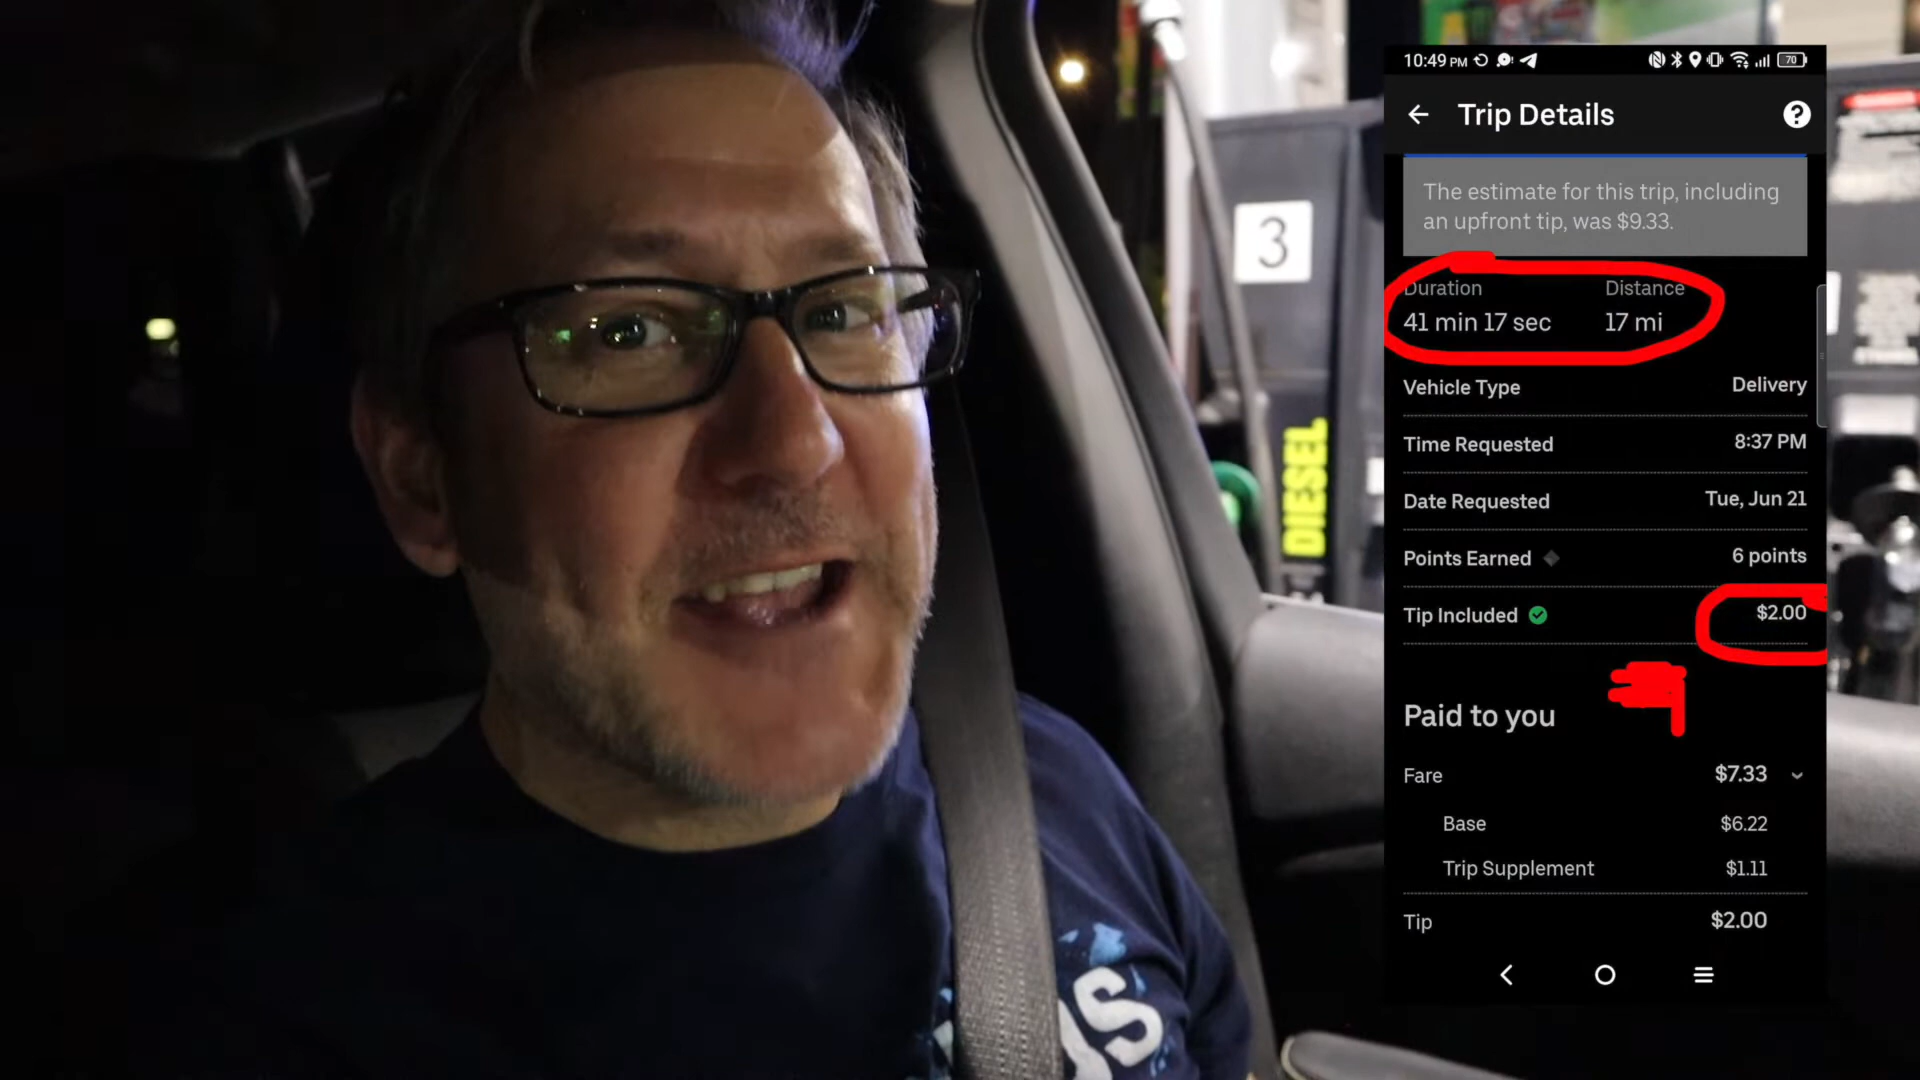 10:49 PM
70
Trip Details
?
The estimate for this trip, including
an upfront tip, was $9.33.
Duration Distance
41 min 17 sec 17 mi
Vehicle Type Delivery
Time Requested 8:37 PM
Date Requested Tue, Jun 21
Points Earned 6 points
Tip Included $2.00
Paid to you
Fare $7.33
Base $6.22
Trip Supplement $1.11
Tip $2.00
3
DIESEL